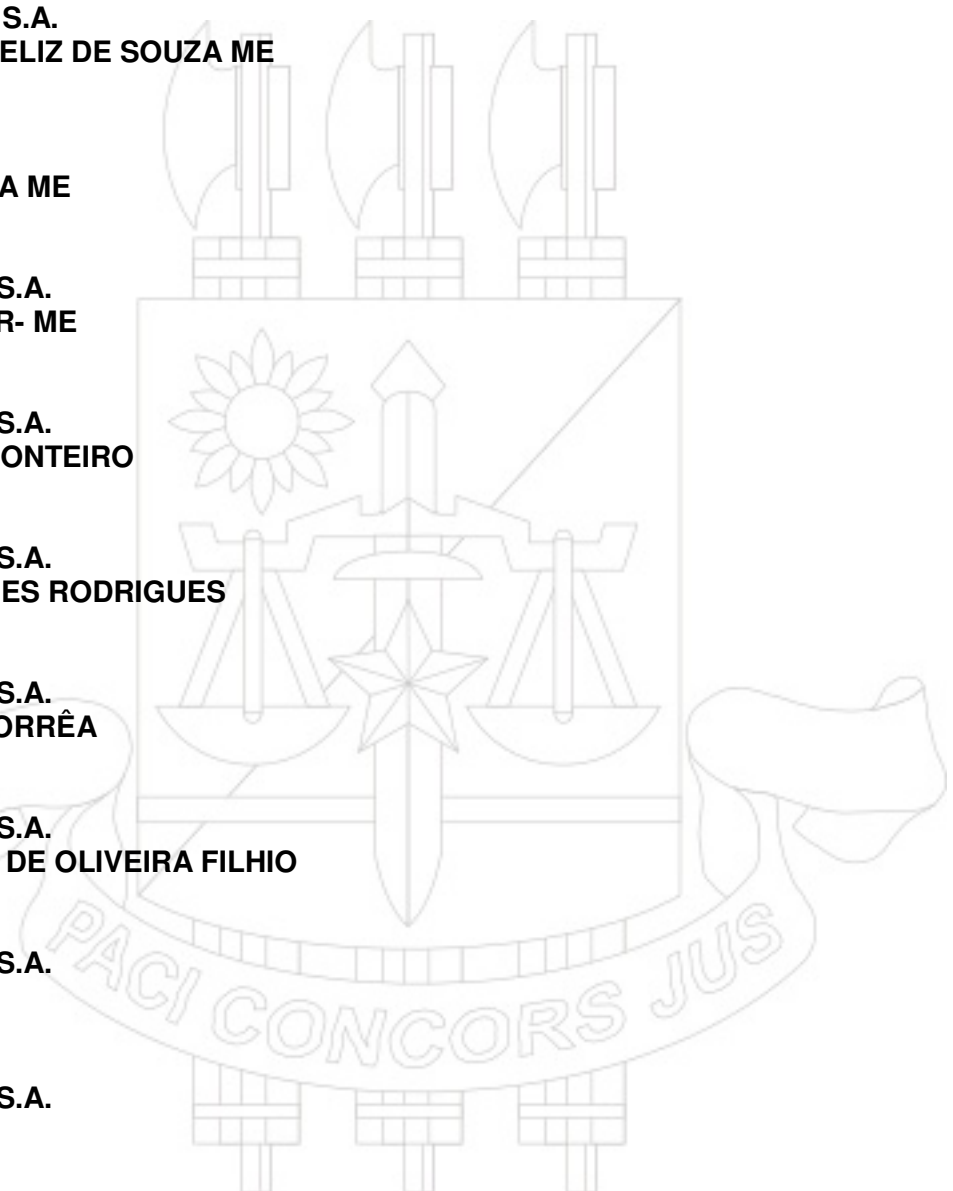 S.A.
ELIZ DE SOUZA ME
A ME
S.A.
R- ME
S.A.
ONTEIRO
S.A.
ES RODRIGUES
S.A.
ORRÊA
S.A.
DE OLIVEIRA FILHIO
S.A.
S.A.
PACI CONCORS JUS